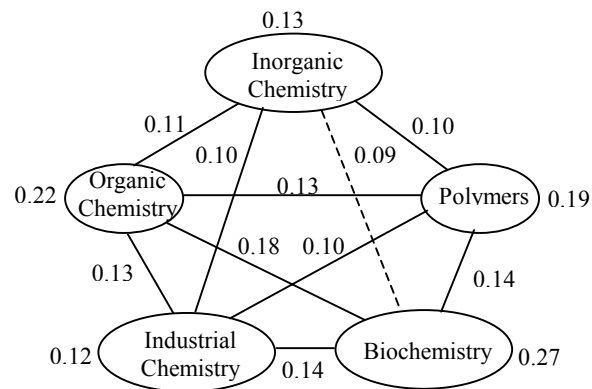 0.13
Inorganic
Chemistry
0.11
0.10
0.09
0.10
0.22
Organic
Chemistry
0.13
Polymers
0.19
0.13
0.18
0.10
0.14
0.12
Industrial
Chemistry
0.14
Biochemistry
0.27